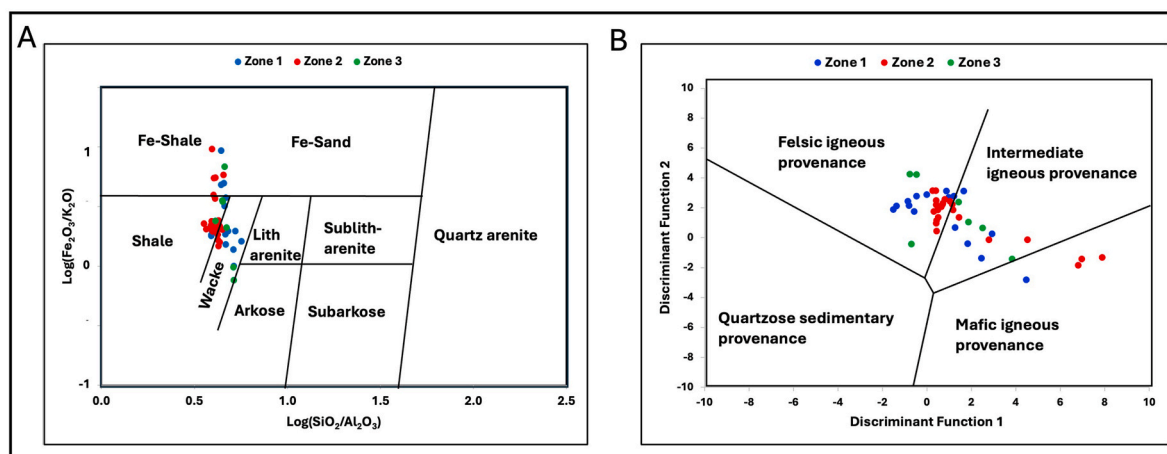 A
Zone 1 Zone 2 Zone 3
Fe-Shale
Fe-Sand
Shale
Wacke
Lith
arenite
Sublith-
arenite
Quartz arenite
Arkose
Subarkose
Log(Fe₂O₃/K₂O)
1
0
-1
0.0 0.5 1.0 1.5 2.0 2.5
Log(SiO₂/Al₂O₃)
B
Zone 1 Zone 2 Zone 3
Felsic igneous
provenance
Intermediate
igneous provenance
Quartzose sedimentary
provenance
Mafic igneous
provenance
Discriminant Function 2
10
8
6
4
2
0
-2
-4
-6
-8
-10
-10 -8 -6 -4 -2 0 2 4 6 8 10
Discriminant Function 1